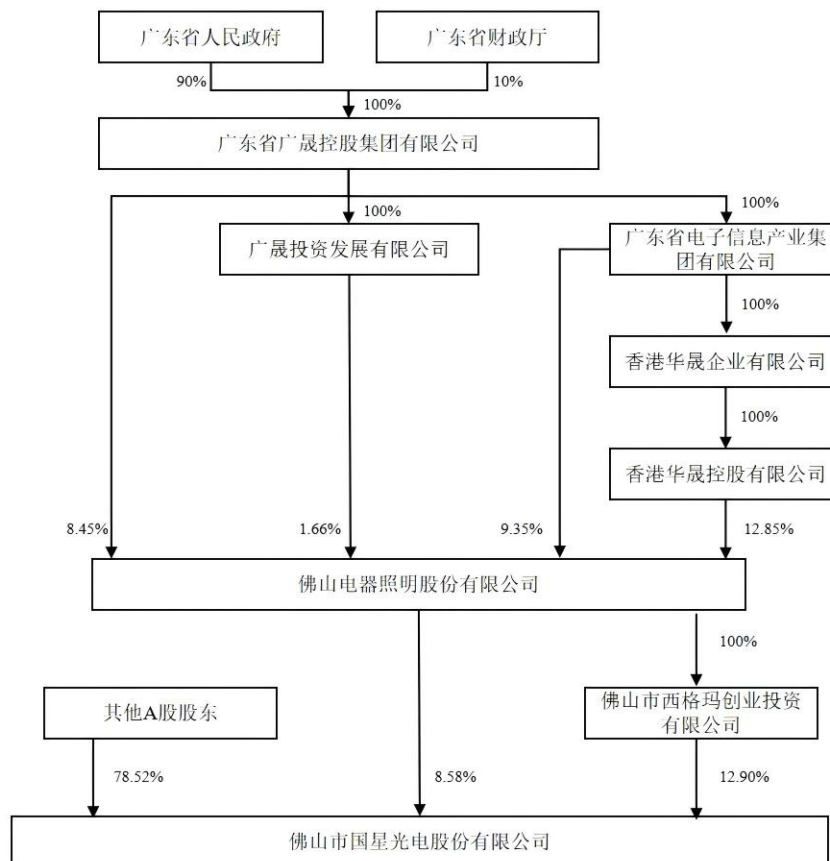 广东省人民政府
广东省财政厅
90%
10%
100%
广东省广晟控股集团有限公司
100%
100%
广晟投资发展有限公司
广东省电子信息产业集
团有限公司
100%
香港华晟企业有限公司
100%
香港华晟控股有限公司
8.45%
1.66%
9.35%
12.85%
佛山电器照明股份有限公司
100%
其他A股股东
佛山市西格玛创业投资
有限公司
78.52%
8.58%
12.90%
佛山市国星光电股份有限公司